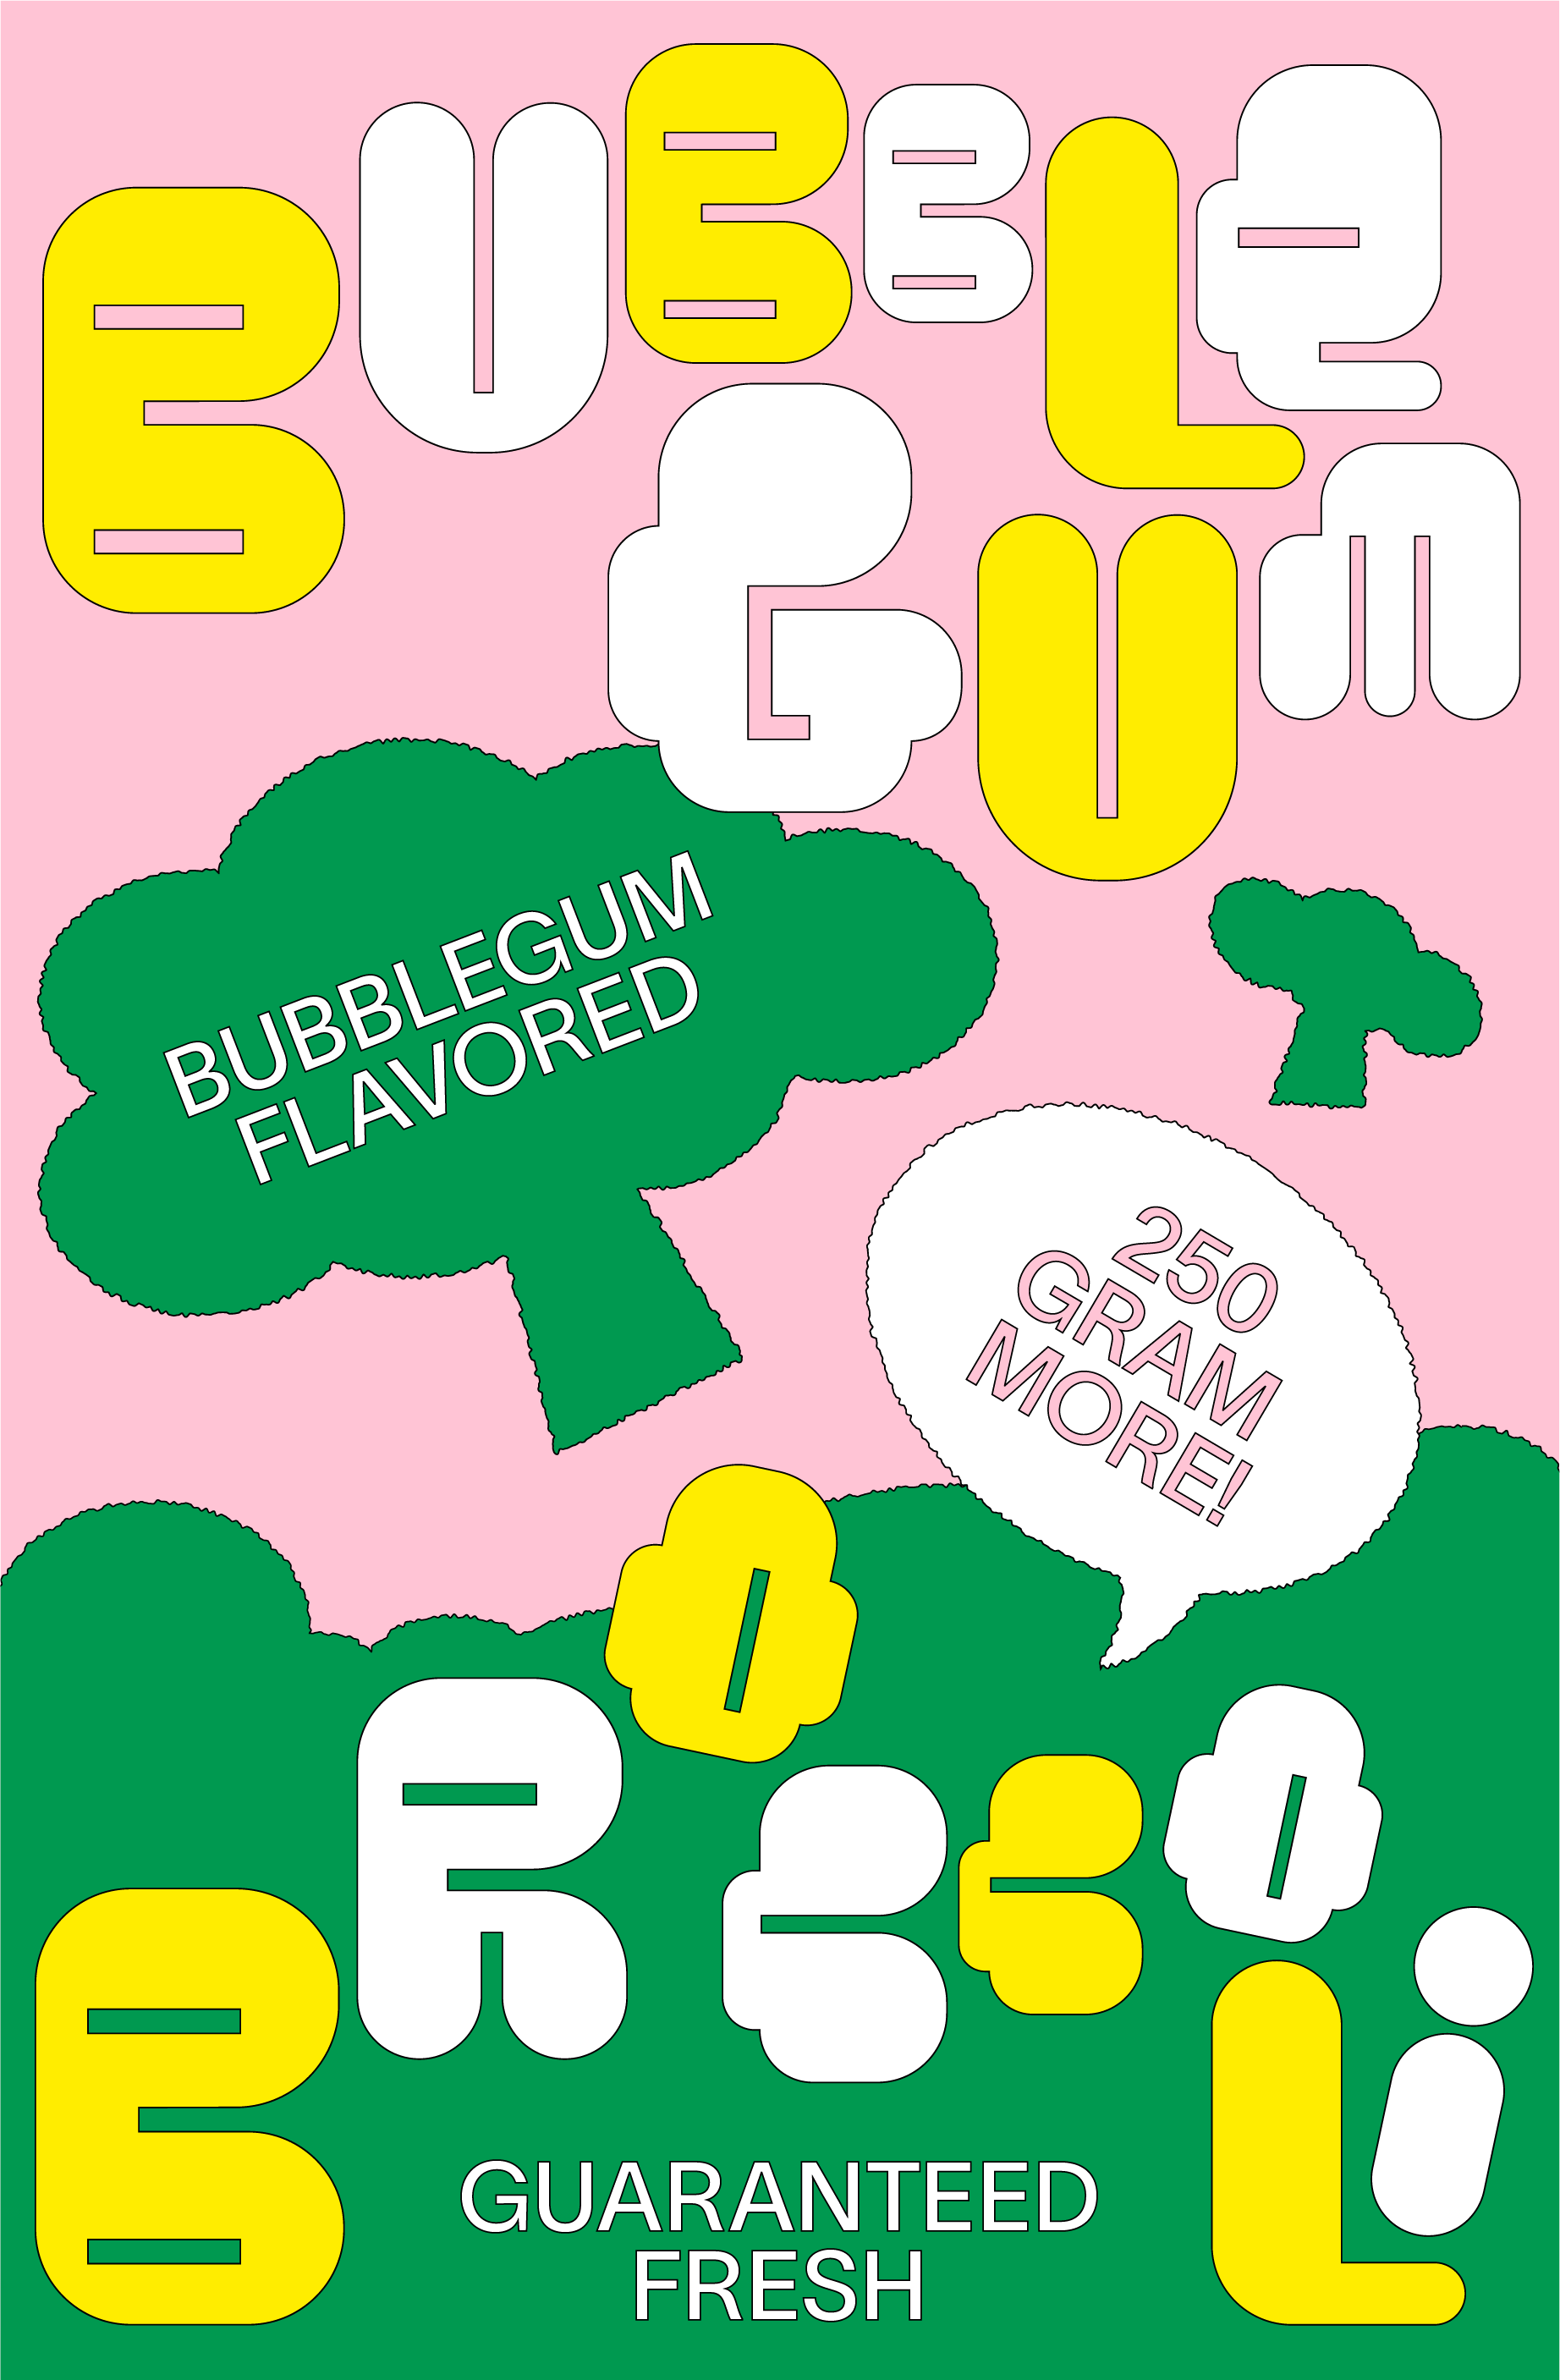 BUBBLe
GUm
BUBBLEGUM
FLAVORED
250
GRAM
MORE!
BROCCOLi
GUARANTEED
FRESH